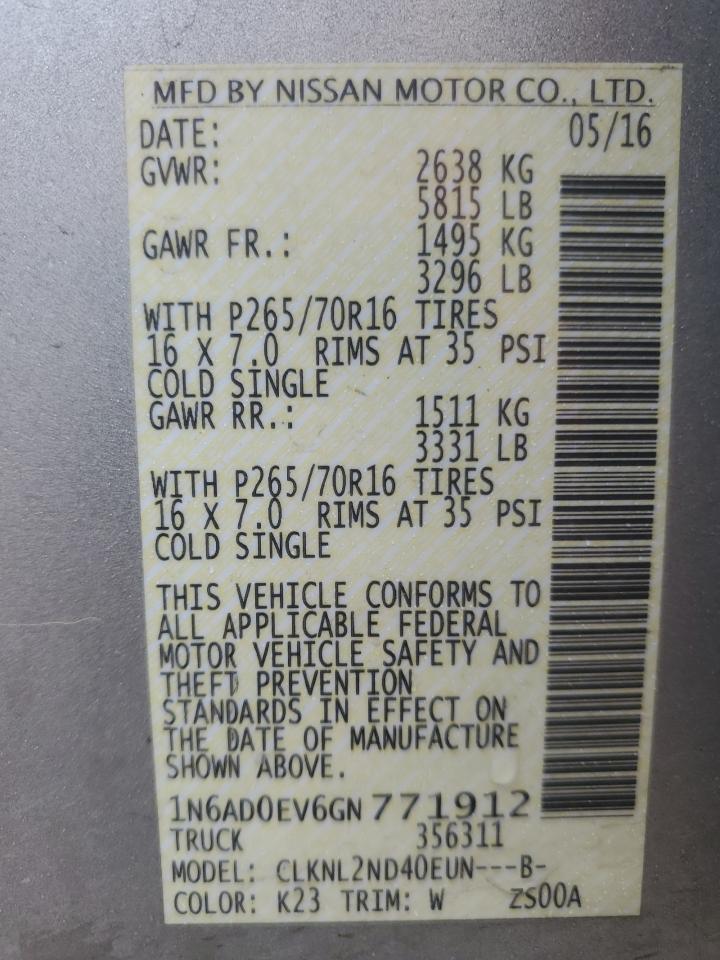 MFD BY NISSAN MOTOR CO., LTD.
DATE: 05/16
GVWR: 2638 KG
5815 LB
GAWR FR.: 1495 KG
3296 LB
WITH P265/70R16 TIRES
16 X 7.0 RIMS AT 35 PSI
COLD SINGLE
GAWR RR.: 1511 KG
3331 LB
WITH P265/70R16 TIRES
16 X 7.0 RIMS AT 35 PSI
COLD SINGLE
THIS VEHICLE CONFORMS TO
ALL APPLICABLE FEDERAL
MOTOR VEHICLE SAFETY AND
THEFT PREVENTION
STANDARDS IN EFFECT ON
THE DATE OF MANUFACTURE
SHOWN ABOVE.
1N6AD0EV6GN 771912
TRUCK 356311
MODEL: CLKNL2ND40EUN---B-
COLOR: K23 TRIM: W ZS00A